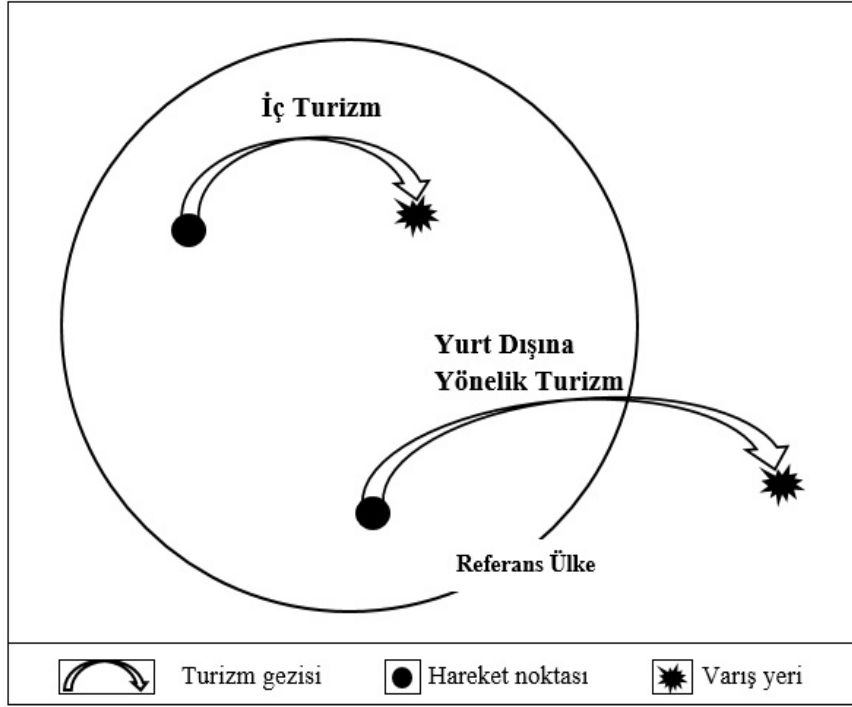 İç Turizm
Yurt Dışına
Yönelik Turizm
Referans Ülke
Turizm gezisi
Hareket noktası
Varış yeri